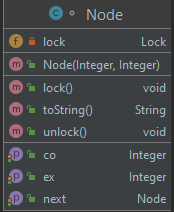 Node
lock Lock
Node(Integer, Integer)
lock() void
toString() String
unlock() void
co Integer
ex Integer
next Node